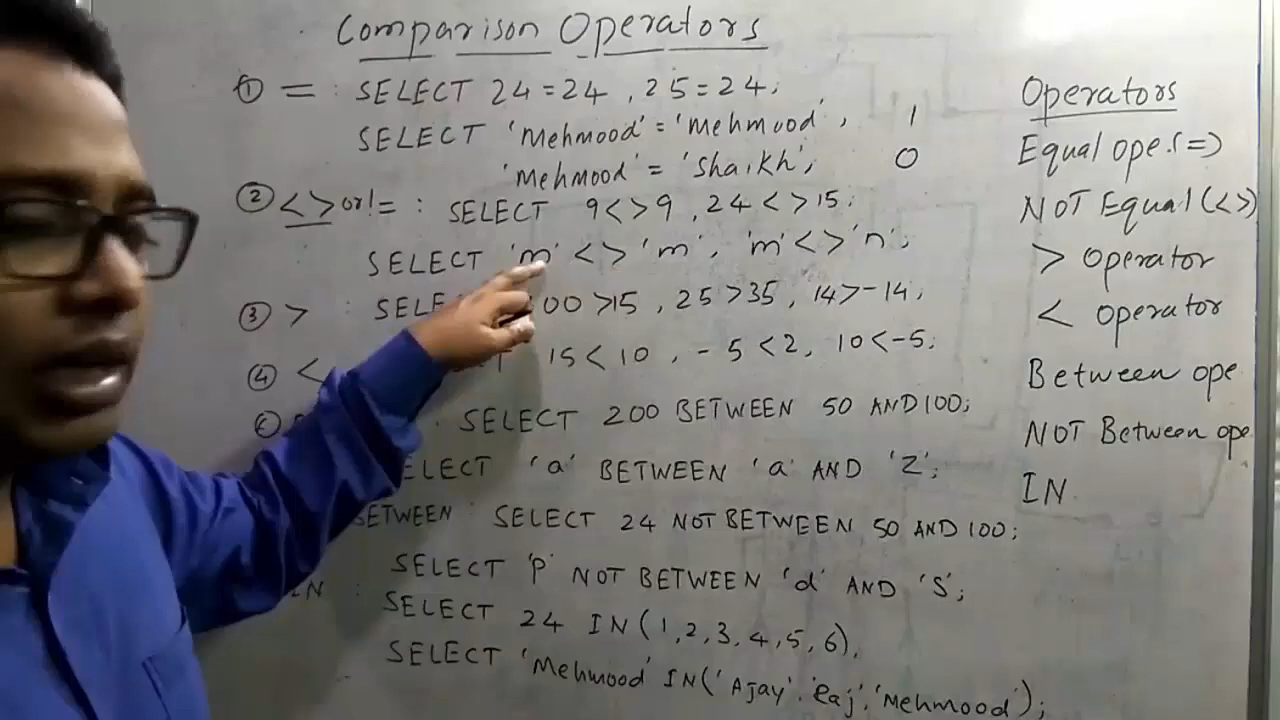 Comparison Operators
① = : SELECT 24=24 , 25=24;
SELECT 'Mehmood'='Mehmood', 1
'Mehmood' = 'Shaikh'; 0
② <> or != : SELECT 9<>9 , 24<>15;
SELECT 'm' <> 'm', 'm'<>'n';
③ > : 00>15 , 25>35, 14>-14;
④ < 15<10 , -5<2, 10<-5;
SELECT 200 BETWEEN 50 AND 100;
'a' BETWEEN 'a' AND 'Z';
SELECT 24 NOT BETWEEN 50 AND 100;
SELECT 'P' NOT BETWEEN 'd' AND 'S';
IN : SELECT 24 IN(1,2,3,4,5,6),
SELECT 'Mehmood' IN('Ajay','Raj','Mehmood');
Operators
Equal ope.(=)
NOT Equal(<>)
> Operator
< operator
Between ope
NOT Between ope
IN